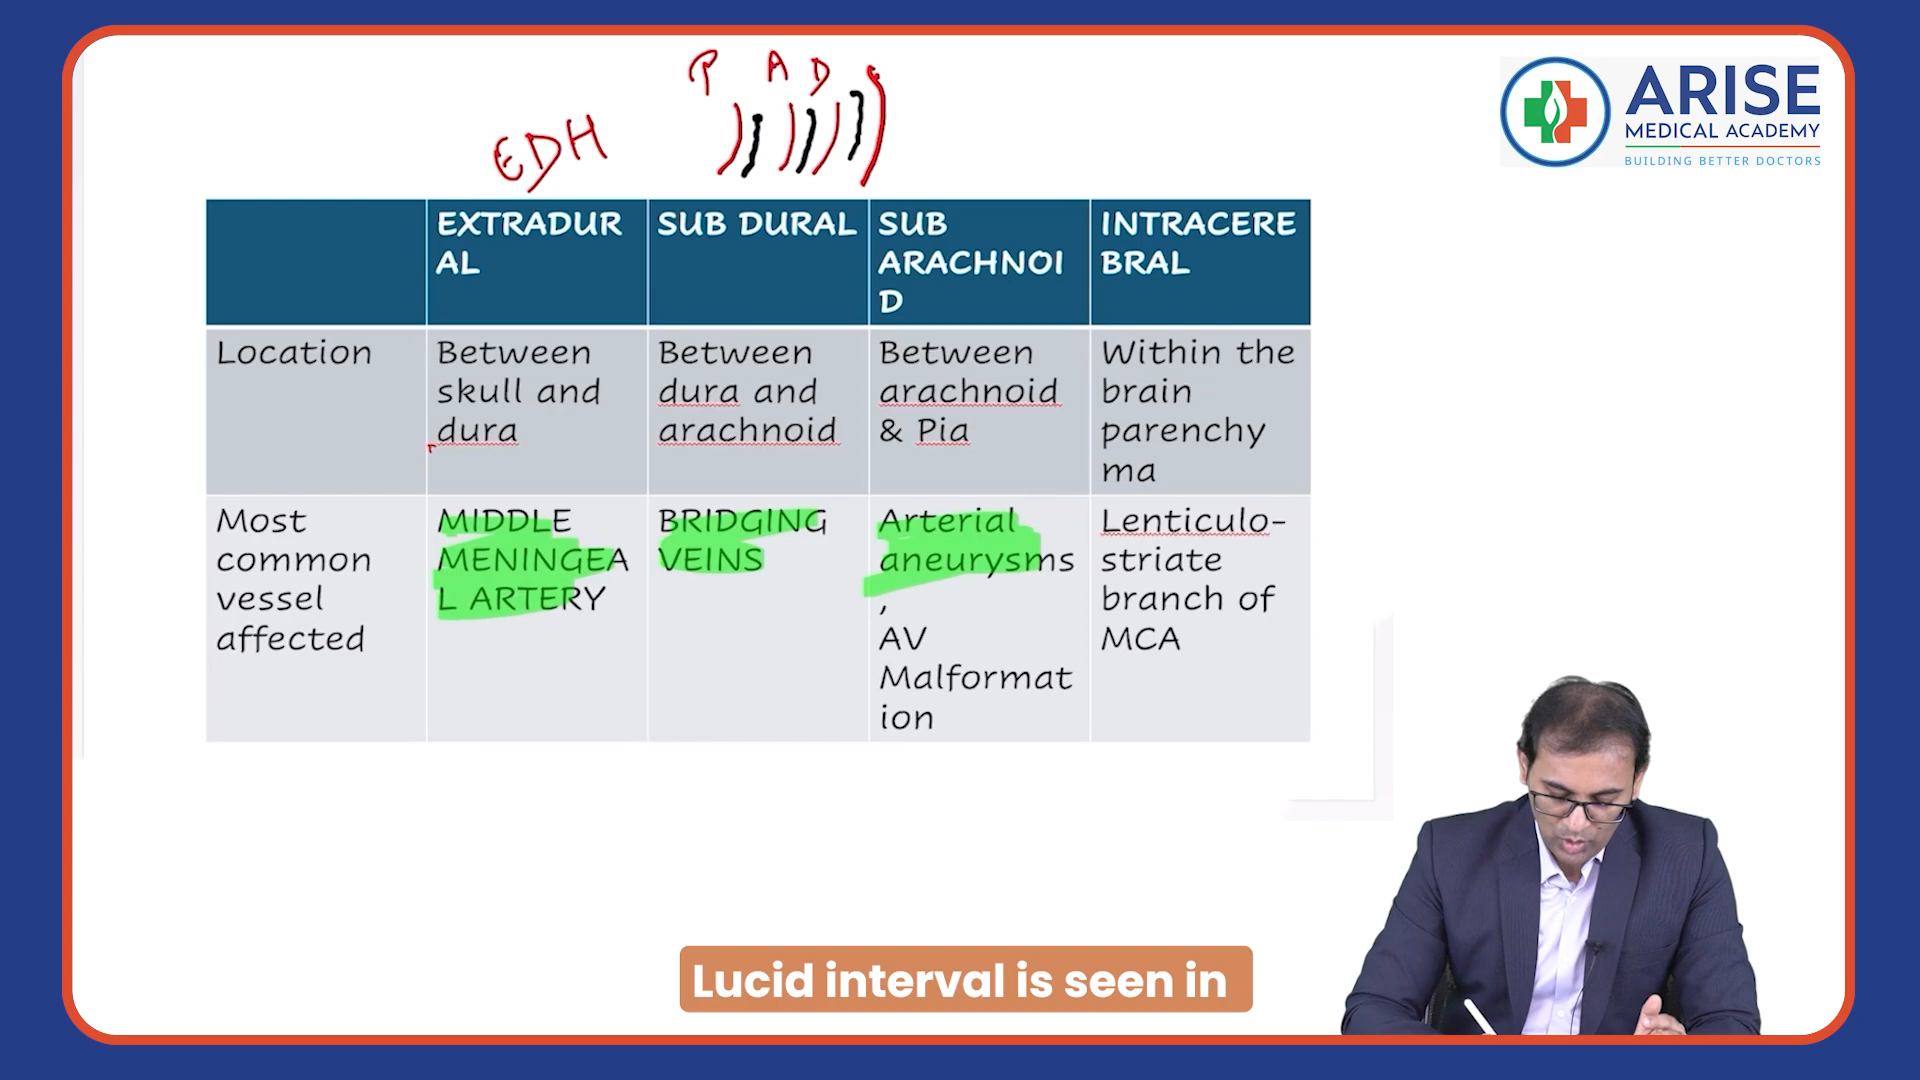 P A D
EDH
ARISE
MEDICAL ACADEMY
BUILDING BETTER DOCTORS
EXTRADUR
AL
SUB DURAL
SUB
ARACHNOI
D
INTRACERE
BRAL
Location
Between
skull and
dura
Between
dura and
arachnoid
Between
arachnoid
& Pia
Within the
brain
parenchy
ma
Most
common
vessel
affected
MIDDLE
MENINGEA
L ARTERY
BRIDGING
VEINS
Arterial
aneurysms
,
AV
Malformat
ion
Lenticulo-
striate
branch of
MCA
Lucid interval is seen in